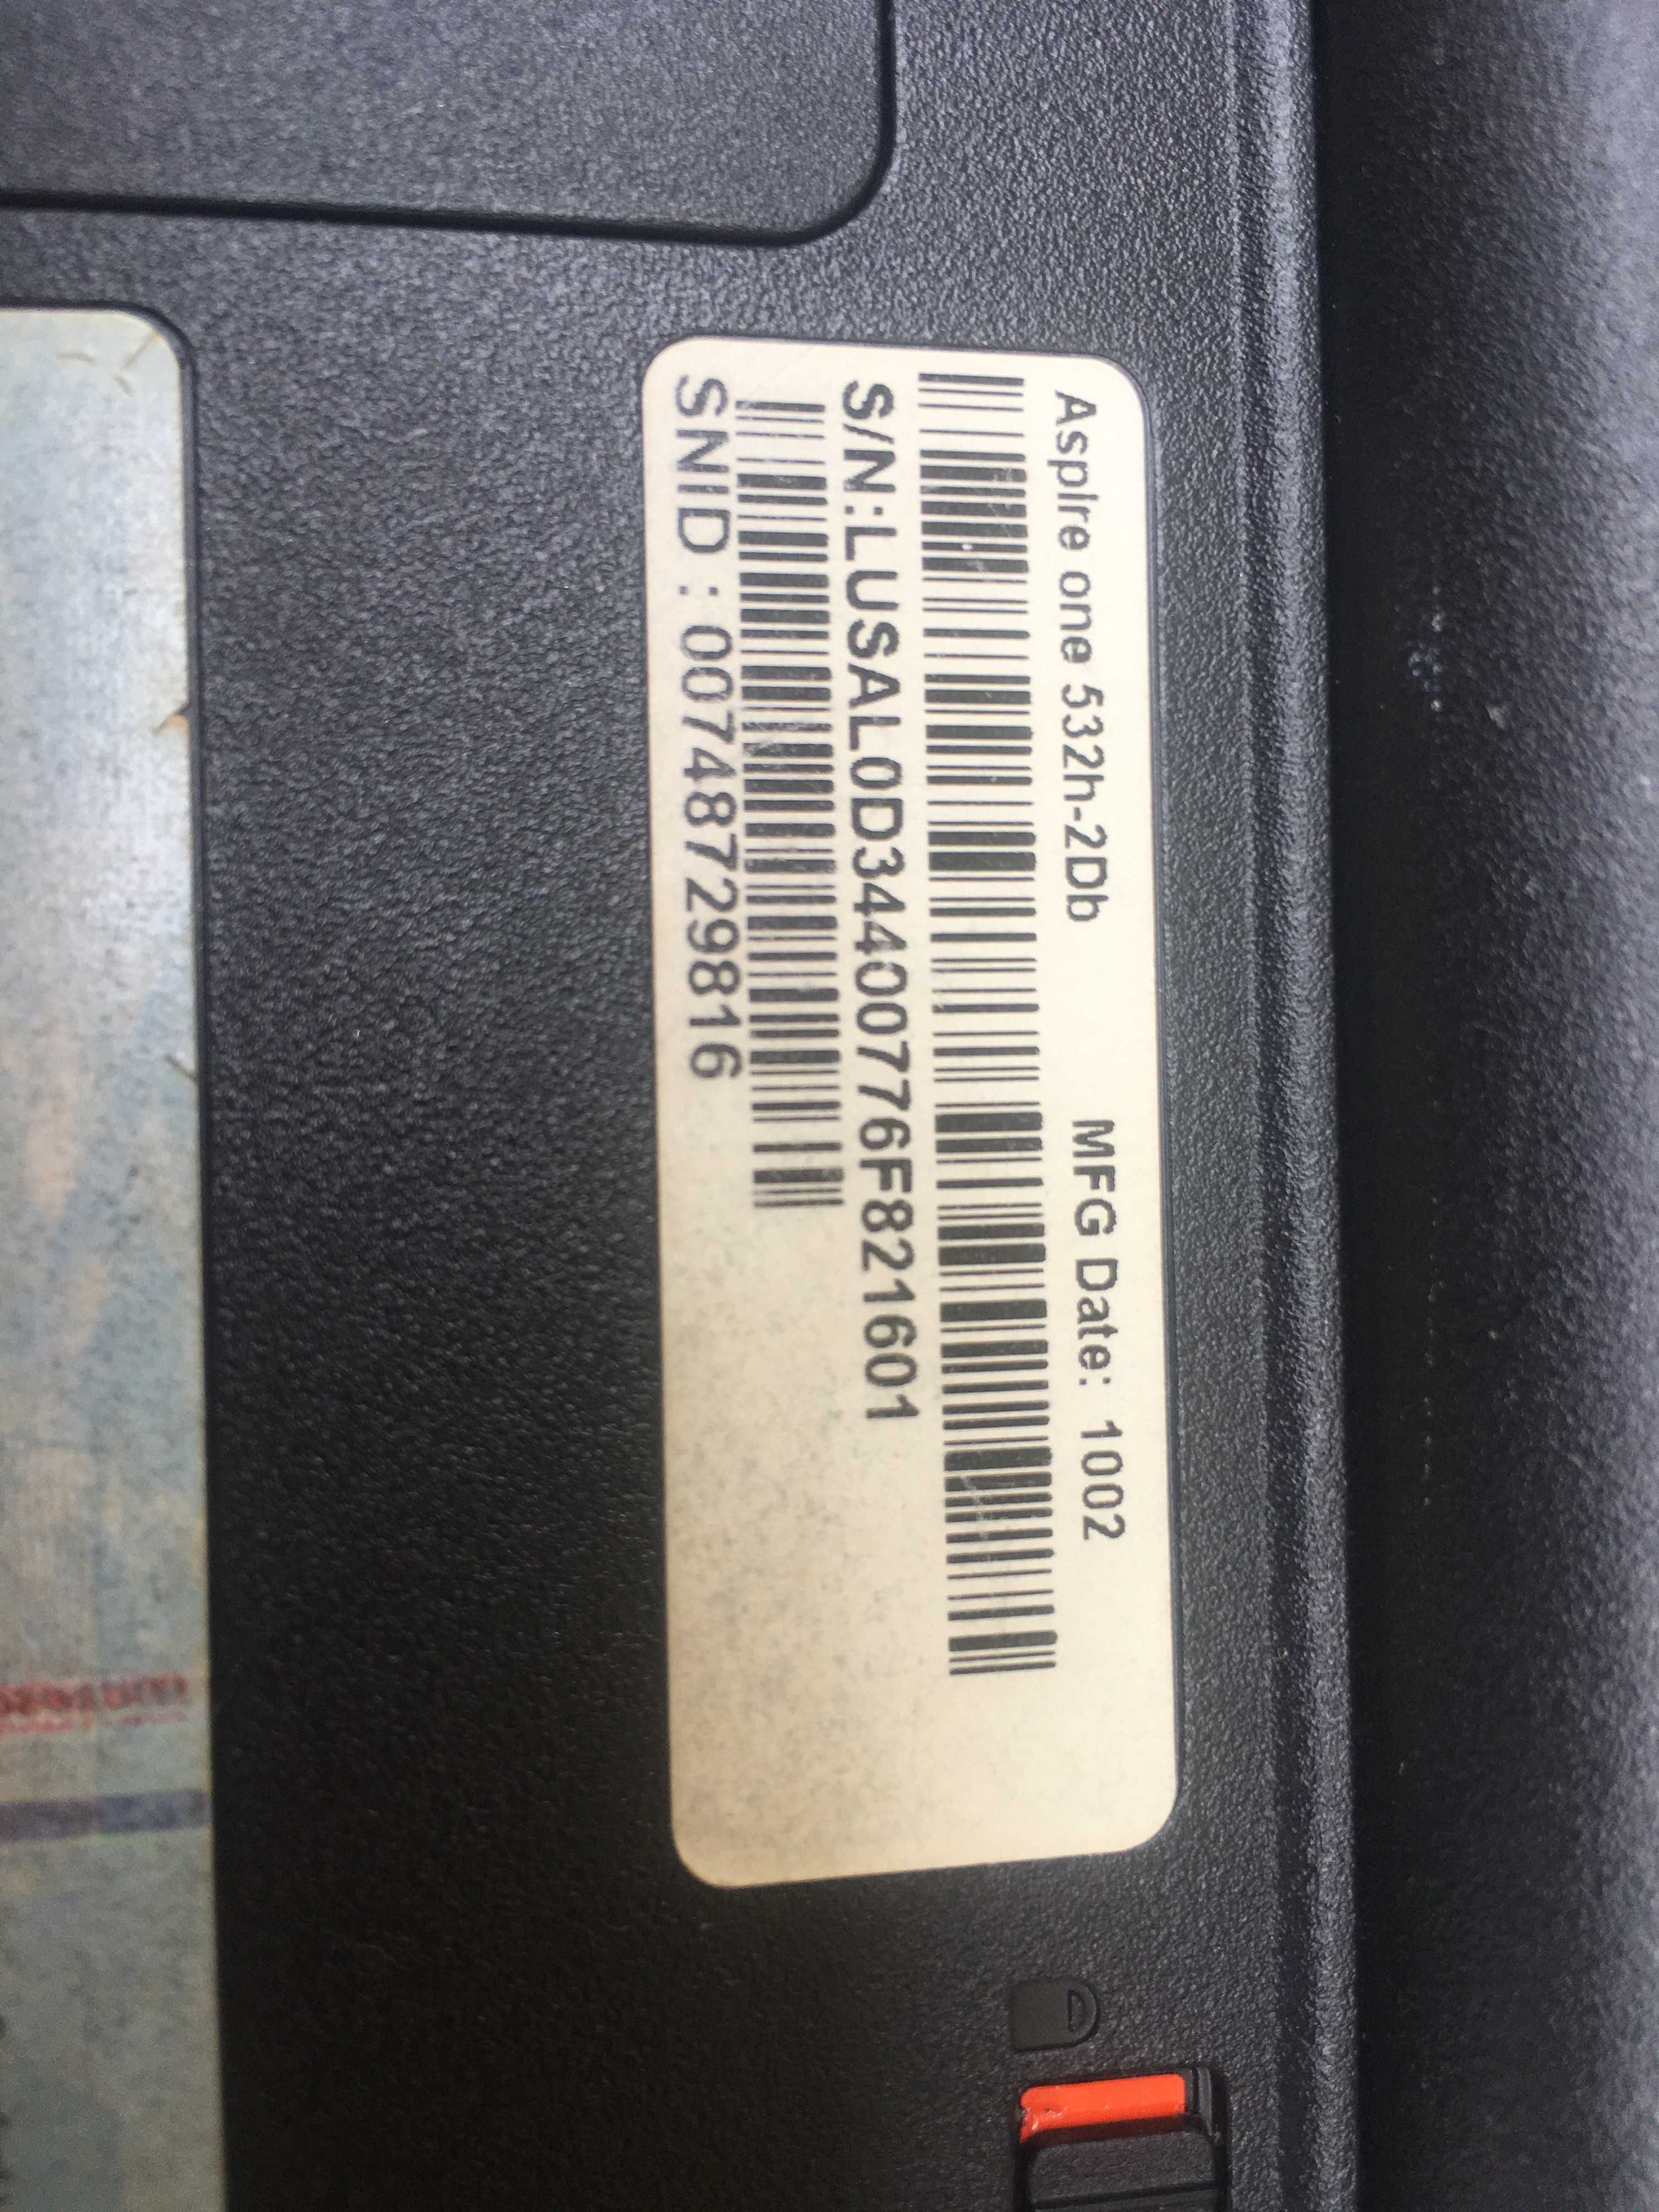 Aspire one 532h-2Db MFG Date: 1002
S/N:LUSAL0D3440077​6F821601
SNID : 00748729816